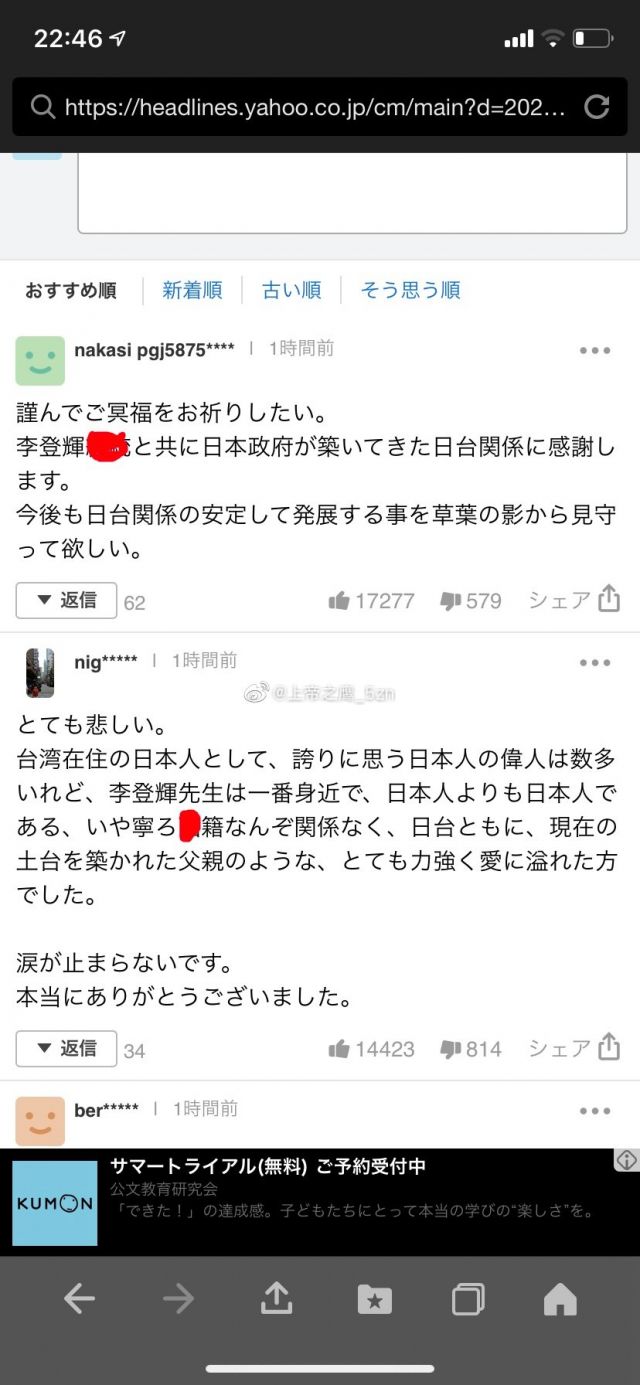 22:46
https://headlines.yahoo.co.jp/cm/main?d=202...
おすすめ順
新着順
古い順
そう思う順
nakasi pgj5875****
1時間前
謹んでご冥福をお祈りしたい。
李登輝と共に日本政府が築いてきた日台関係に感謝し
ます。
今後も日台関係の安定して発展する事を草葉の影から見守
って欲しい。
返信 62
17277
579
シェア
nig*****
1時間前
@上帝之鹰_5zn
とても悲しい。
台湾在住の日本人として、誇りに思う日本人の偉人は数多
いれど、李登輝先生は一番身近で、日本人よりも日本人で
ある、いや寧ろ籍なんぞ関係なく、日台ともに、現在の
土台を築かれた父親のような、とても力強く愛に溢れた方
でした。
涙が止まらないです。
本当にありがとうございました。
返信 34
14423
814
シェア
ber*****
1時間前
KUMON
サマートライアル(無料) ご予約受付中
公文教育研究会
「できた！」の達成感。子どもたちにとって本当の学びの“楽しさ”を。